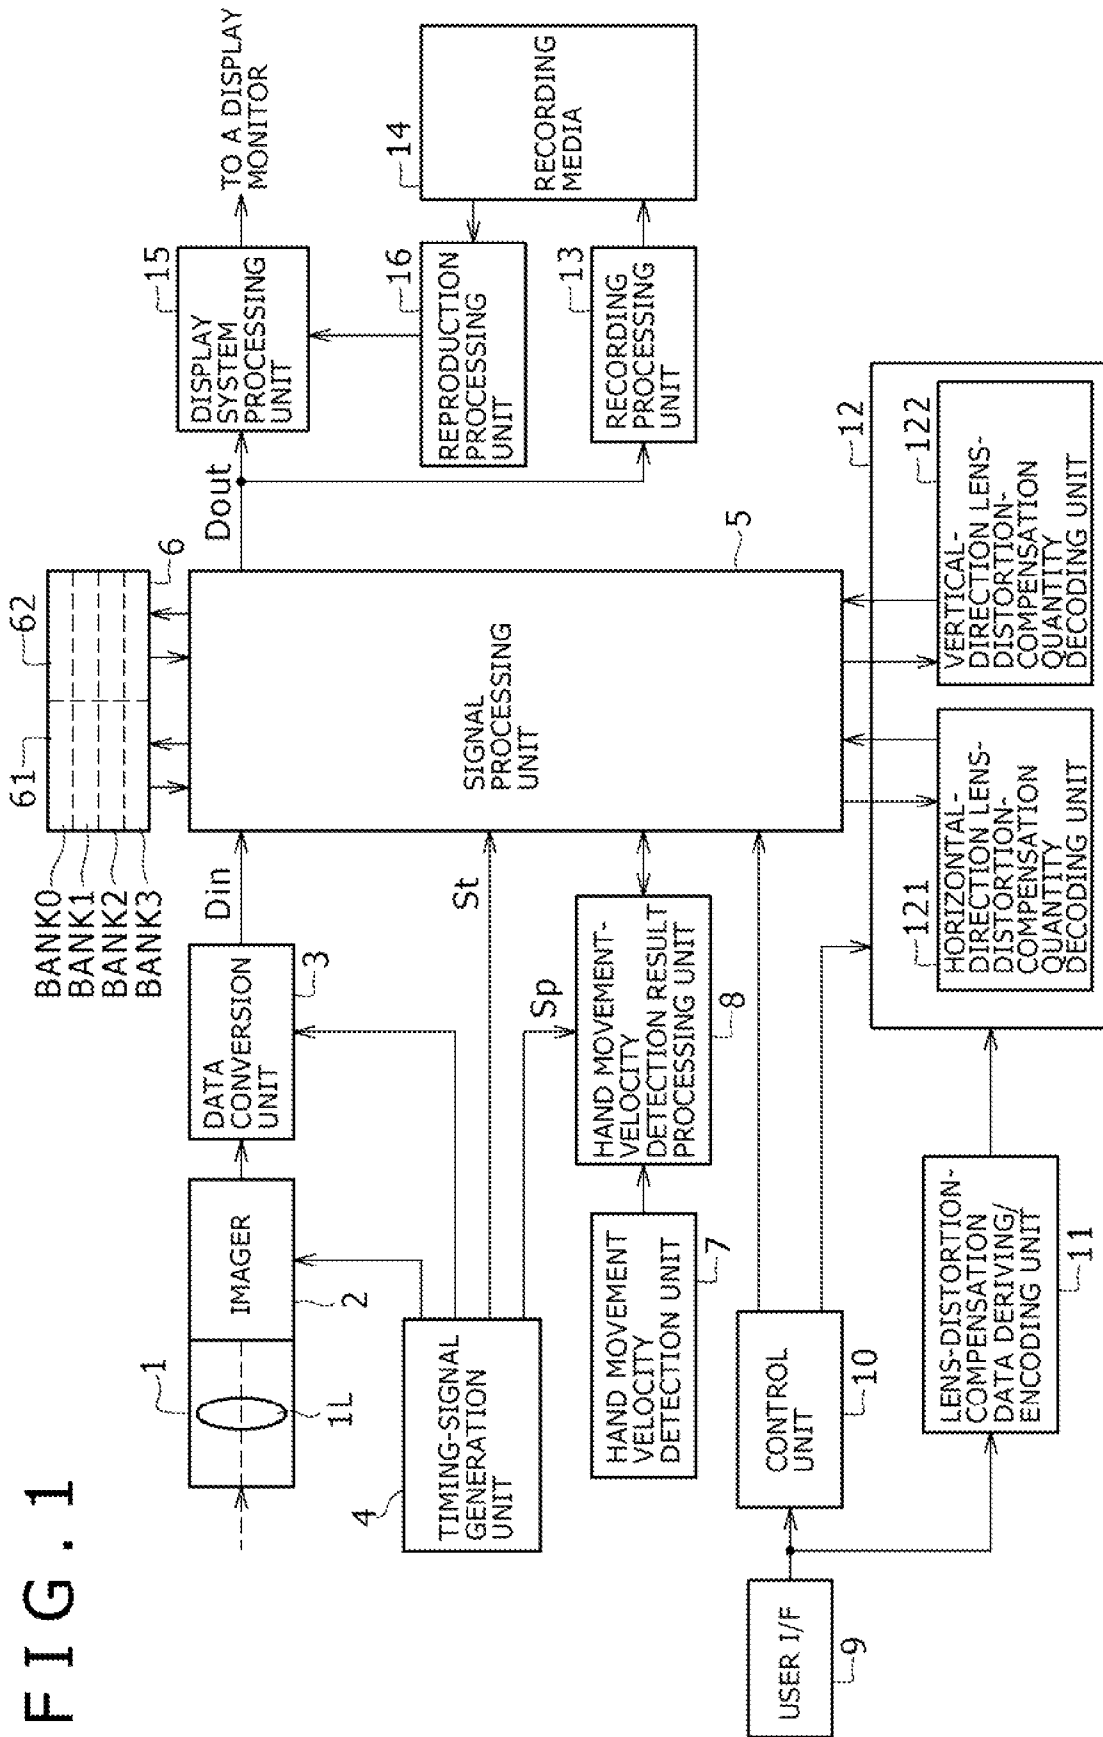 FIG.1
1
1L
IMAGER
2
DATA
CONVERSION
UNIT
3
Din
BANK0
BANK1
BANK2
BANK3
61
62
6
TIMING-SIGNAL
GENERATION
UNIT
4
St
Sp
SIGNAL
PROCESSING
UNIT
5
Dout
DISPLAY
SYSTEM
PROCESSING
UNIT
15
TO A DISPLAY
MONITOR
REPRODUCTION
PROCESSING
UNIT
16
RECORDING
MEDIA
14
RECORDING
PROCESSING
UNIT
13
HAND MOVEMENT
VELOCITY
DETECTION UNIT
7
HAND MOVEMENT-
VELOCITY
DETECTION RESULT
PROCESSING UNIT
8
USER I/F
9
CONTROL
UNIT
10
LENS-DISTORTION-
COMPENSATION
DATA DERIVING/
ENCODING UNIT
11
12
121
HORIZONTAL-
DIRECTION LENS-
DISTORTION-
COMPENSATION
QUANTITY
DECODING UNIT
122
VERTICAL-
DIRECTION LENS-
DISTORTION-
COMPENSATION
QUANTITY
DECODING UNIT